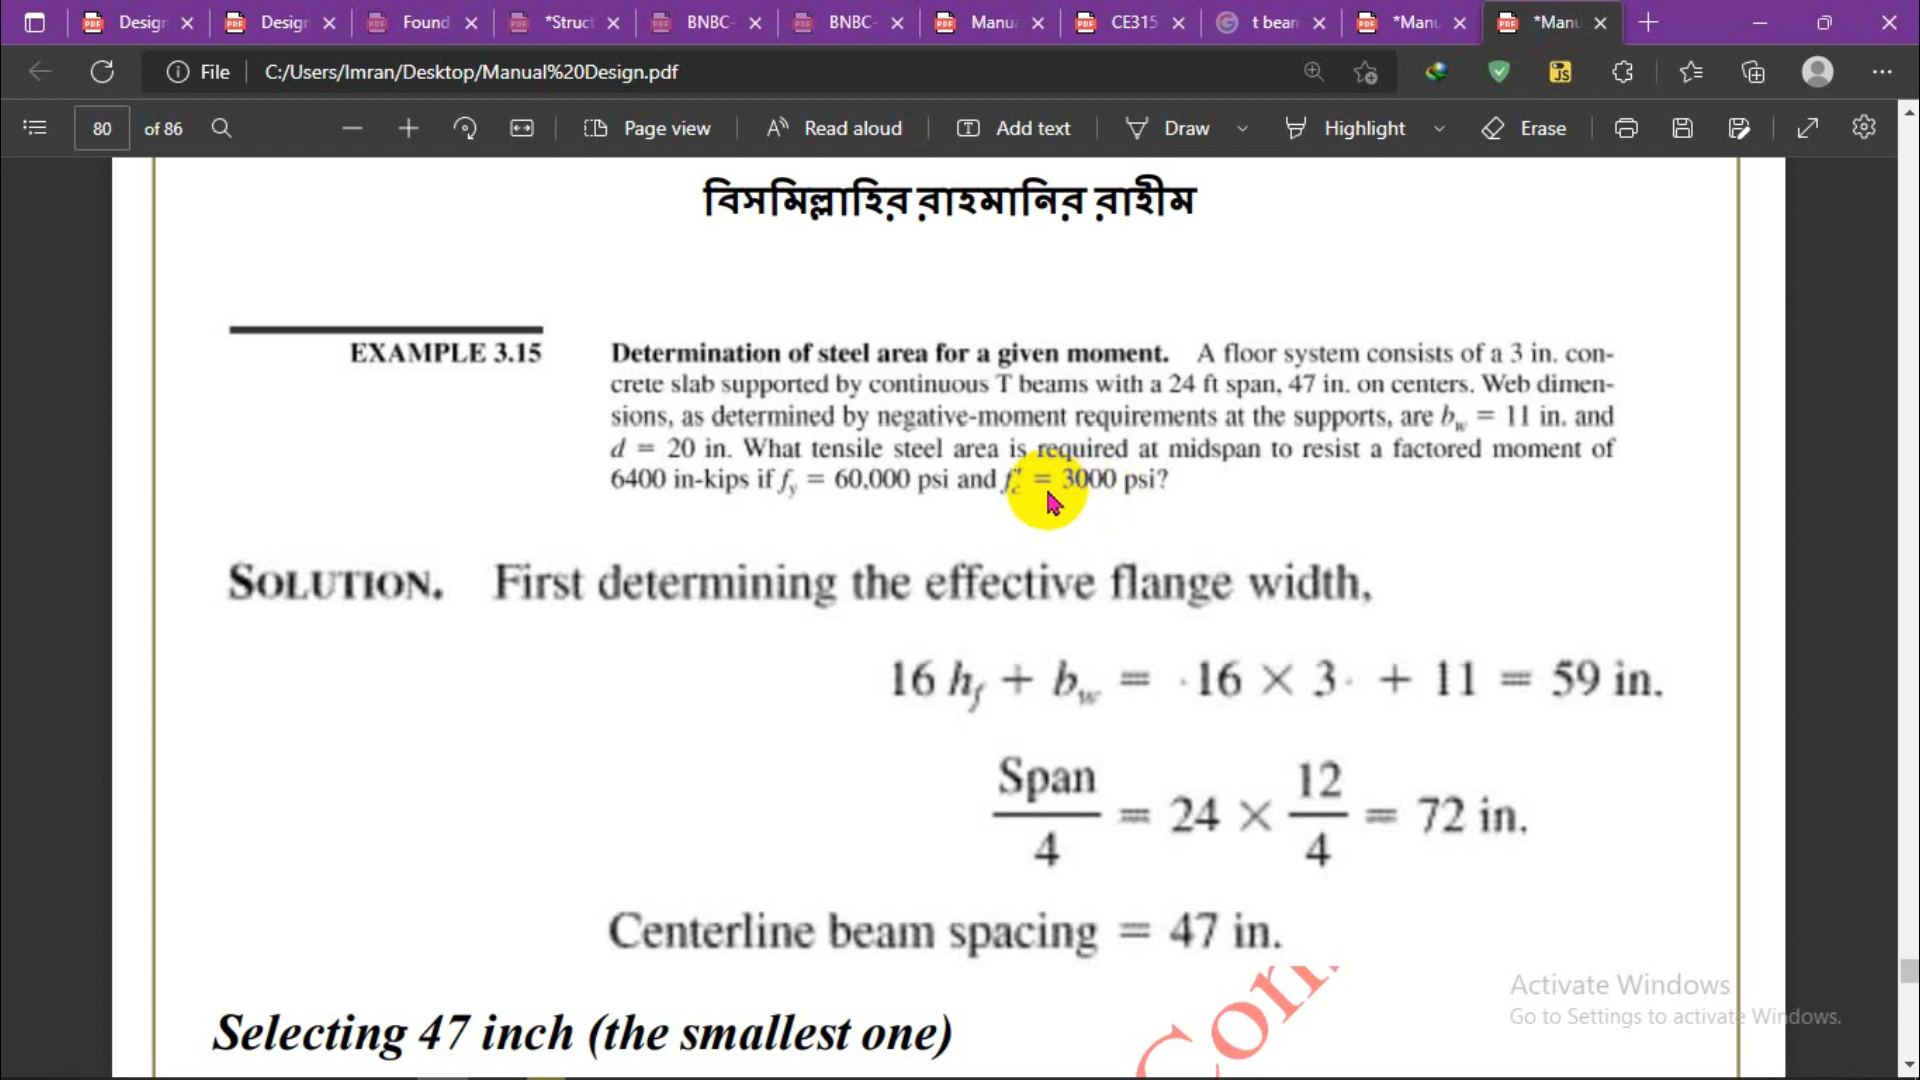 Design
Design
Found
*Struct
BNBC-
BNBC-
Manu
CE315
t bean
*Manu
*Manu
File
C:/Users/Imran/Desktop/Manual%20Design.pdf
80 of 86
Page view
Read aloud
Add text
Draw
Highlight
Erase
বিসমিল্লাহির রাহমানির রাহীম
EXAMPLE 3.15
Determination of steel area for a given moment. A floor system consists of a 3 in. con-
crete slab supported by continuous T beams with a 24 ft span, 47 in. on centers. Web dimen-
sions, as determined by negative-moment requirements at the supports, are b_w = 11 in. and
d = 20 in. What tensile steel area is required at midspan to resist a factored moment of
6400 in-kips if f_y = 60,000 psi and f'_c = 3000 psi?
SOLUTION. First determining the effective flange width,
16 h_f + b_w = 16 × 3 + 11 = 59 in.
Span/4 = 24 × 12/4 = 72 in.
Centerline beam spacing = 47 in.
Selecting 47 inch (the smallest one)
Activate Windows
Go to Settings to activate Windows.